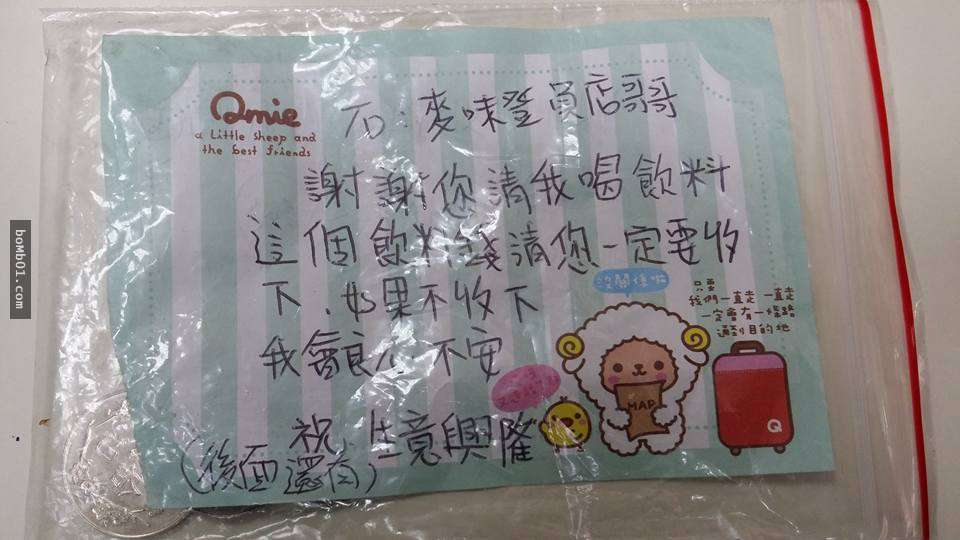 Qmie
a Little sheep and
the best friends
To:麥味登員店哥哥
謝謝您請我喝飲料
這個飲料錢請您一定要收
下.如果不收下
我會良心不安
祝 生意興隆
(後面還有)
沒關係啦
只要
我們一直走 一直走
一定會有一條路
通到目的地
MAP
Q
boMb01.com